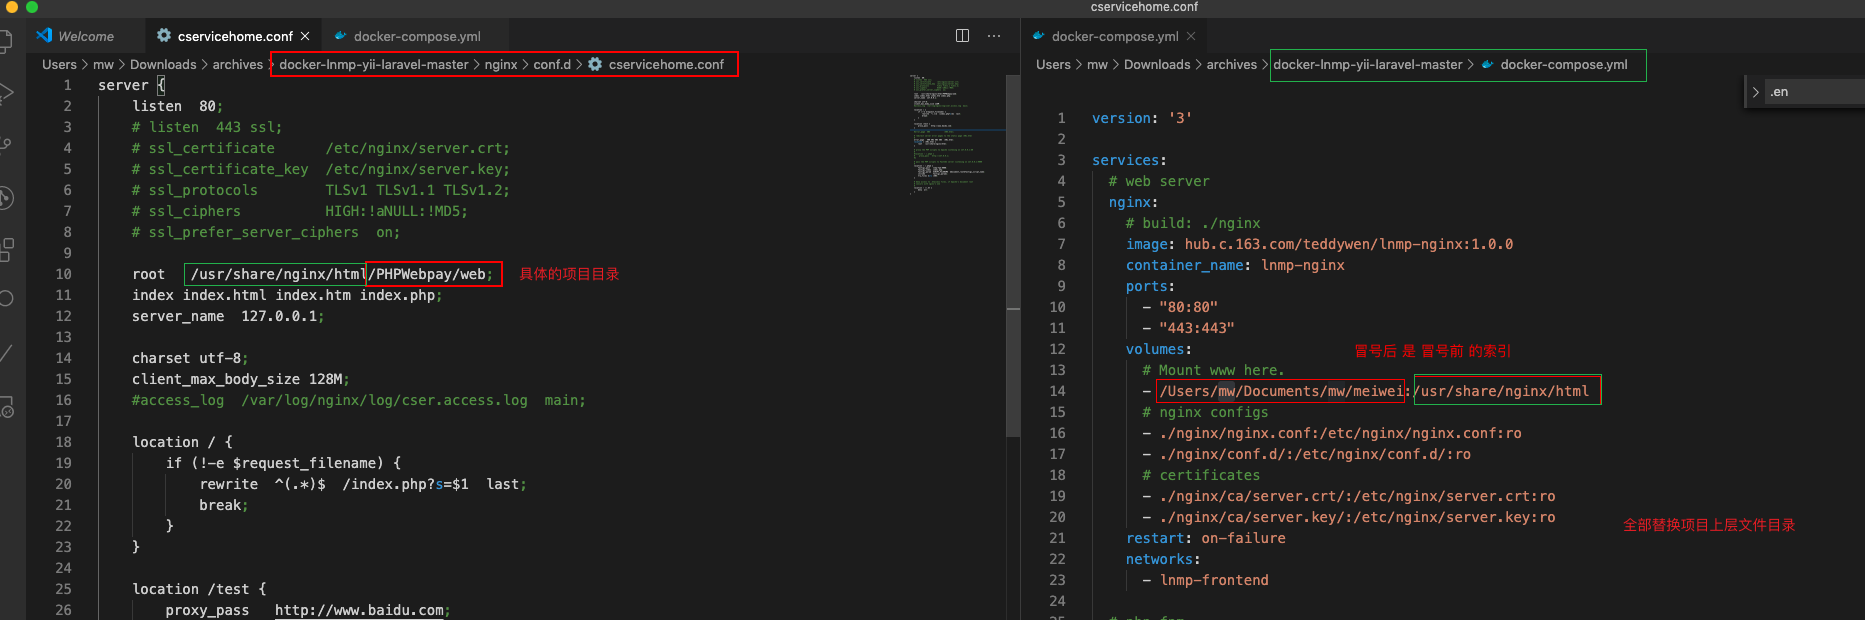 cservicehome.conf
Welcome
cservicehome.conf ×
docker-compose.yml
Users > mw > Downloads > archives > docker-lnmp-yii-laravel-master > nginx > conf.d > cservicehome.conf
1 server {
2 listen 80;
3 # listen 443 ssl;
4 # ssl_certificate /etc/nginx/server.crt;
5 # ssl_certificate_key /etc/nginx/server.key;
6 # ssl_protocols TLSv1 TLSv1.1 TLSv1.2;
7 # ssl_ciphers HIGH:!aNULL:!MD5;
8 # ssl_prefer_server_ciphers on;
9
10 root /usr/share/nginx/html/PHPWebpay/web; 具体的项目目录
11 index index.html index.htm index.php;
12 server_name 127.0.0.1;
13
14 charset utf-8;
15 client_max_body_size 128M;
16 #access_log /var/log/nginx/log/cser.access.log main;
17
18 location / {
19 if (!-e $request_filename) {
20 rewrite ^(.*)$ /index.php?s=$1 last;
21 break;
22 }
23 }
24
25 location /test {
26 proxy_pass http://www.baidu.com;
docker-compose.yml ×
Users > mw > Downloads > archives > docker-lnmp-yii-laravel-master > docker-compose.yml
.en
1 version: '3'
2
3 services:
4 # web server
5 nginx:
6 # build: ./nginx
7 image: hub.c.163.com/teddywen/lnmp-nginx:1.0.0
8 container_name: lnmp-nginx
9 ports:
10 - "80:80"
11 - "443:443"
12 volumes:
冒号后 是 冒号前 的索引
13 # Mount www here.
14 - /Users/mw/Documents/mw/meiwei:/usr/share/nginx/html
15 # nginx configs
16 - ./nginx/nginx.conf:/etc/nginx/nginx.conf:ro
17 - ./nginx/conf.d/:/etc/nginx/conf.d/:ro
18 # certificates
19 - ./nginx/ca/server.crt/:/etc/nginx/server.crt:ro
20 - ./nginx/ca/server.key/:/etc/nginx/server.key:ro
全部替换项目上层文件目录
21 restart: on-failure
22 networks:
23 - lnmp-frontend
24